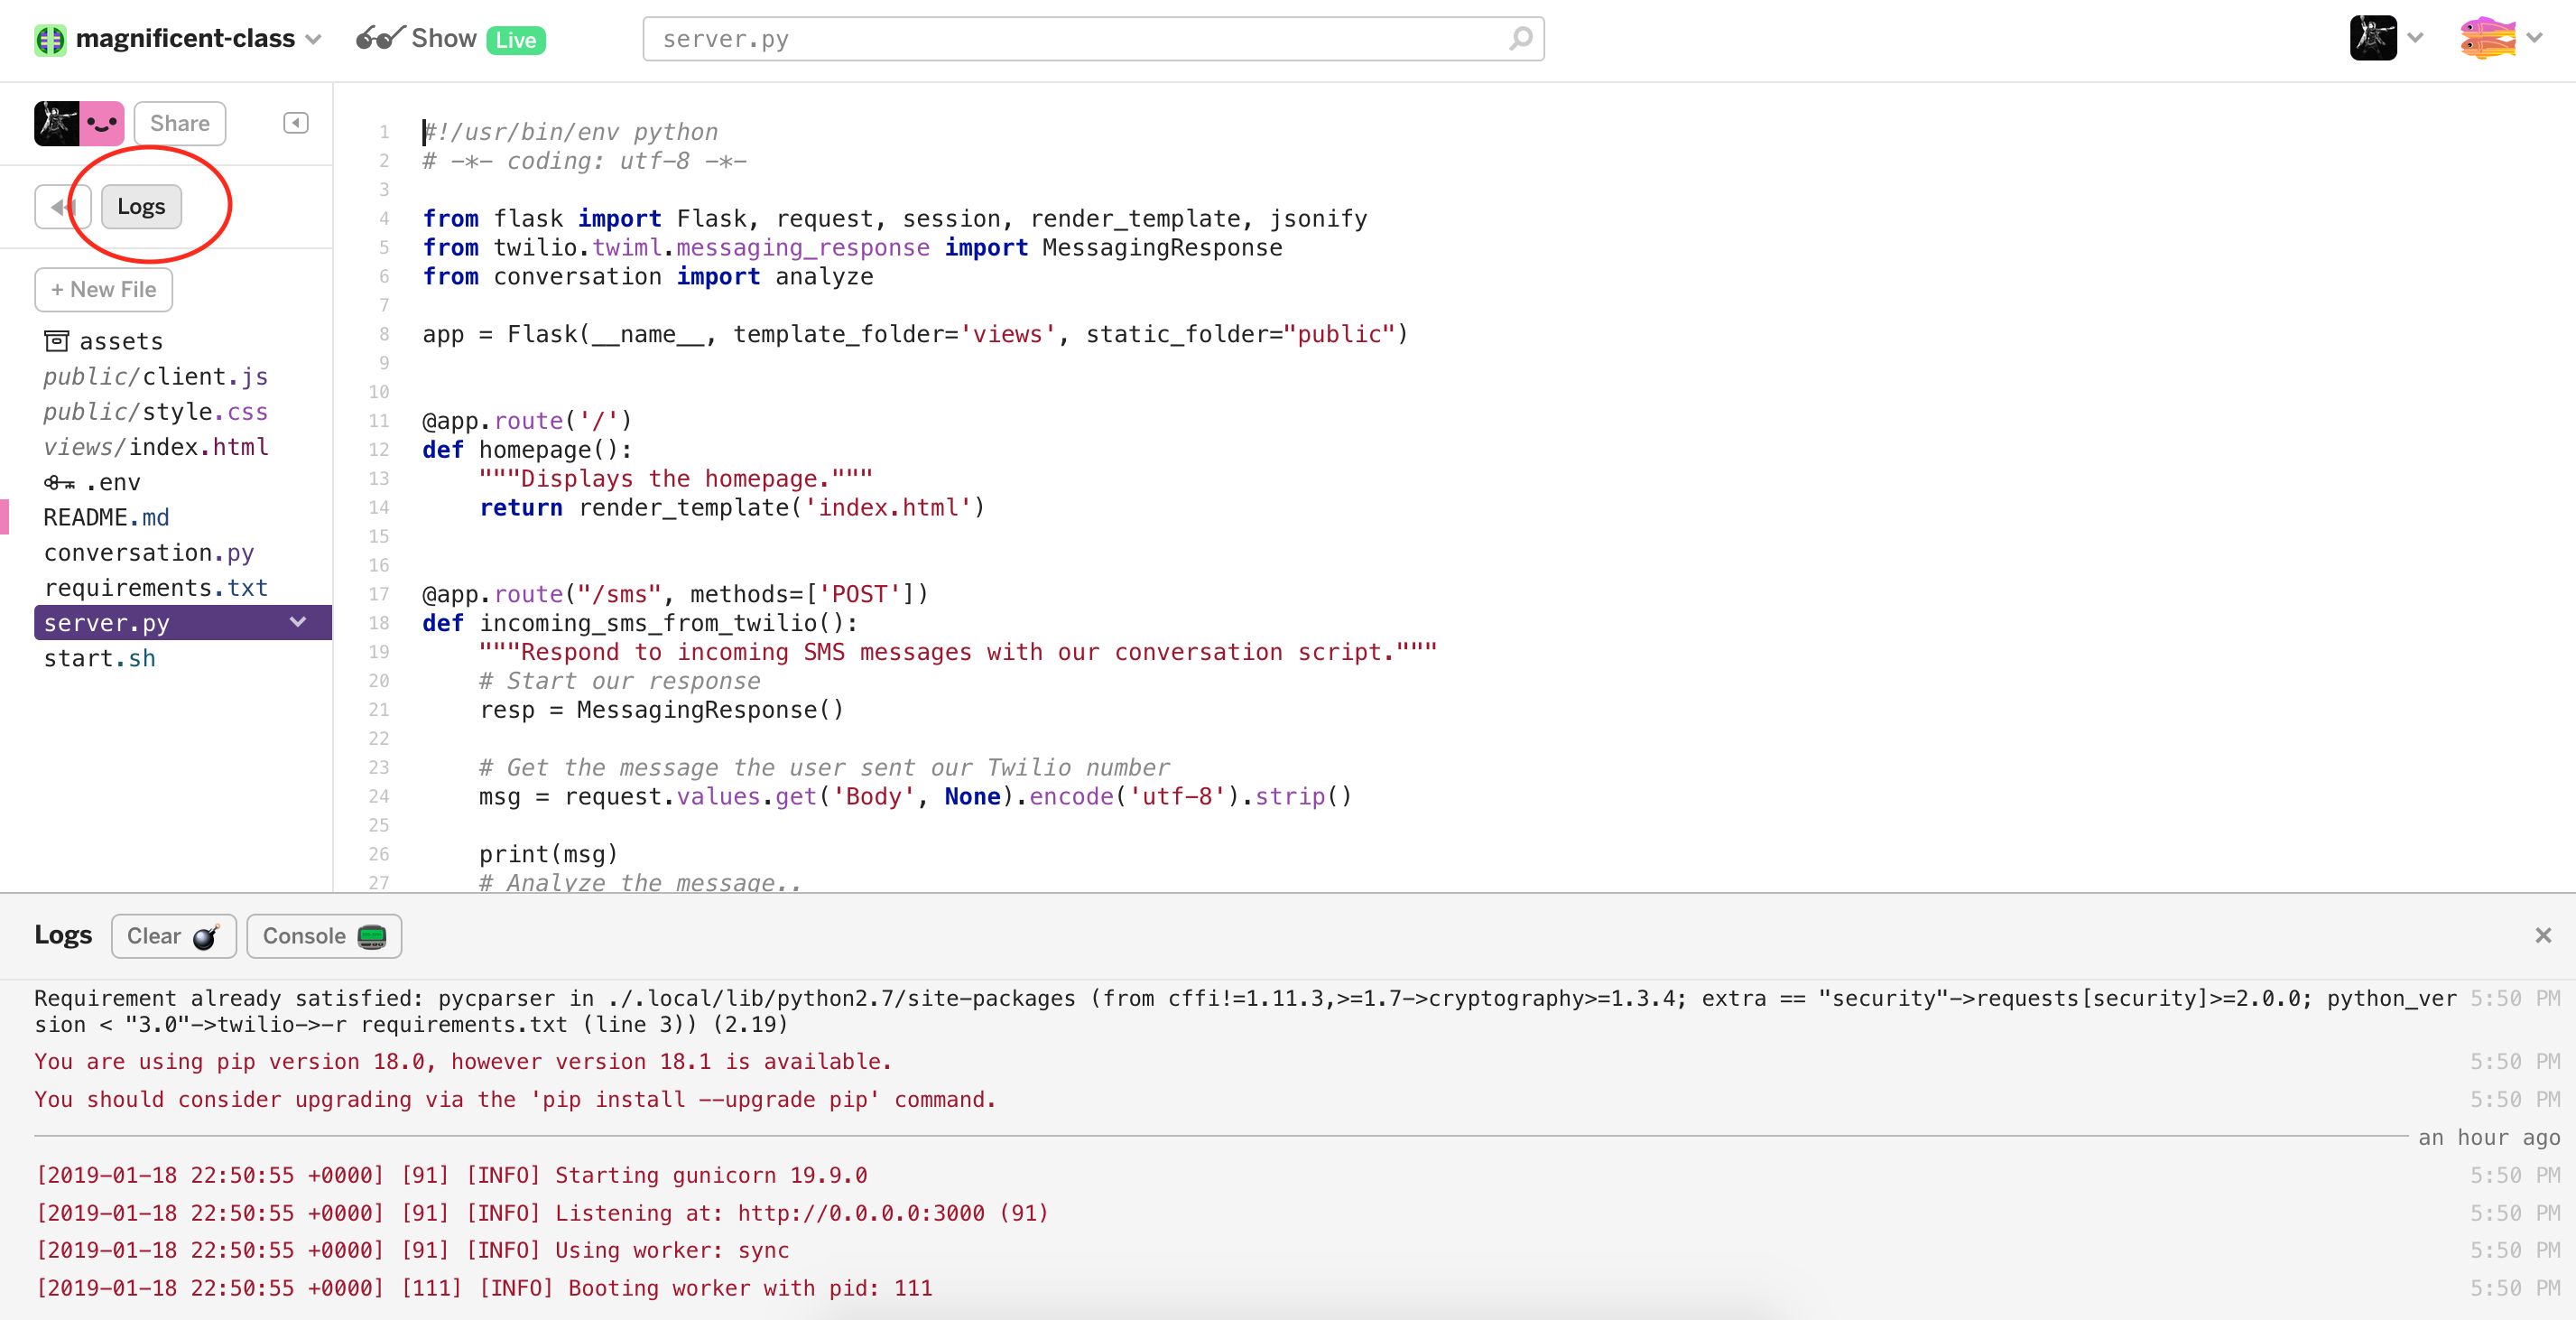 magnificent-class Show Live server.py
Share
Logs
+ New File
assets
public/client.js
public/style.css
views/index.html
.env
README.md
conversation.py
requirements.txt
server.py
start.sh
1 #!/usr/bin/env python
2 # -*- coding: utf-8 -*-
3
4 from flask import Flask, request, session, render_template, jsonify
5 from twilio.twiml.messaging_response import MessagingResponse
6 from conversation import analyze
7
8 app = Flask(__name__, template_folder='views', static_folder="public")
9
10
11 @app.route('/')
12 def homepage():
13     """Displays the homepage."""
14     return render_template('index.html')
15
16
17 @app.route("/sms", methods=['POST'])
18 def incoming_sms_from_twilio():
19     """Respond to incoming SMS messages with our conversation script."""
20     # Start our response
21     resp = MessagingResponse()
22
23     # Get the message the user sent our Twilio number
24     msg = request.values.get('Body', None).encode('utf-8').strip()
25
26     print(msg)
27     # Analyze the message..
Logs Clear Console ×
Requirement already satisfied: pycparser in ./.local/lib/python2.7/site-packages (from cffi!=1.11.3,>=1.7->cryptography>=1.3.4; extra == "security"->requests[security]>=2.0.0; python_ver 5:50 PM
sion < "3.0"->twilio->-r requirements.txt (line 3)) (2.19)
You are using pip version 18.0, however version 18.1 is available. 5:50 PM
You should consider upgrading via the 'pip install --upgrade pip' command. 5:50 PM
an hour ago
[2019-01-18 22:50:55 +0000] [91] [INFO] Starting gunicorn 19.9.0 5:50 PM
[2019-01-18 22:50:55 +0000] [91] [INFO] Listening at: http://0.0.0.0:3000 (91) 5:50 PM
[2019-01-18 22:50:55 +0000] [91] [INFO] Using worker: sync 5:50 PM
[2019-01-18 22:50:55 +0000] [111] [INFO] Booting worker with pid: 111 5:50 PM